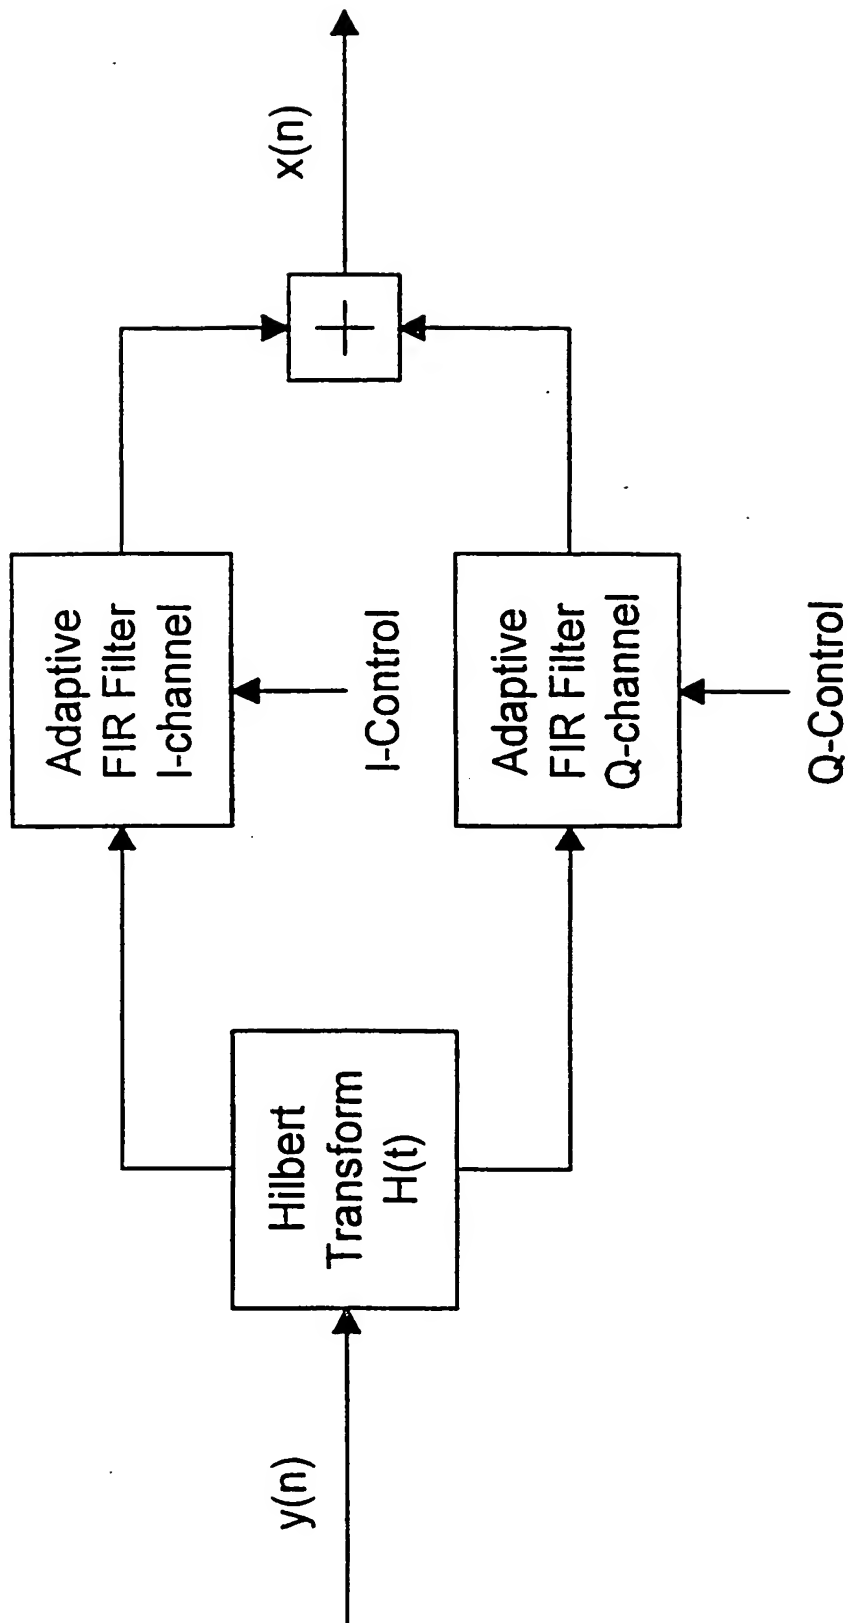 y(n)
Hilbert
Transform
H(t)
Adaptive
FIR Filter
I-channel
I-Control
Adaptive
FIR Filter
Q-channel
Q-Control
+
x(n)